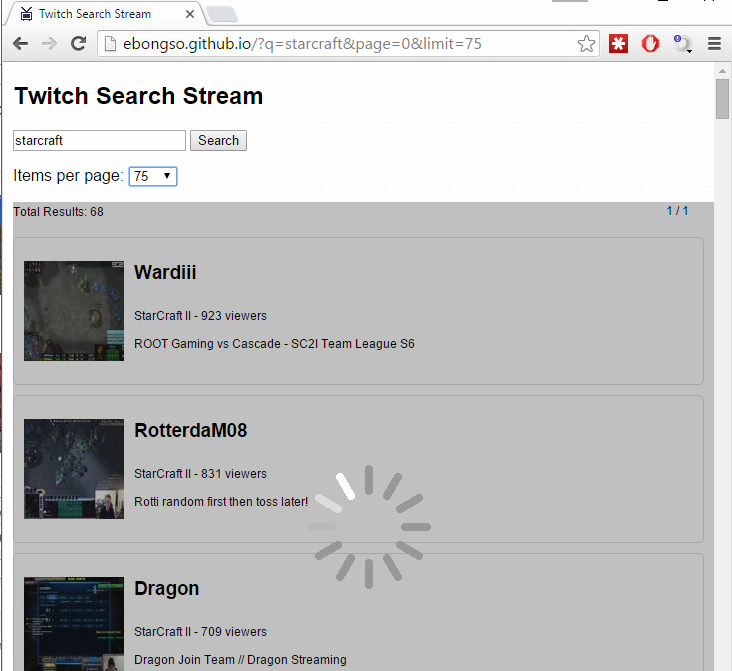 Twitch Search Stream
ebongso.github.io/?q=starcraft&page=0&limit=75
Twitch Search Stream
starcraft
Search
Items per page: 75
Total Results: 68
1 / 1
Wardiii
StarCraft II - 923 viewers
ROOT Gaming vs Cascade - SC2I Team League S6
RotterdaM08
StarCraft II - 831 viewers
Rotti random first then toss later!
Dragon
StarCraft II - 709 viewers
Dragon Join Team // Dragon Streaming